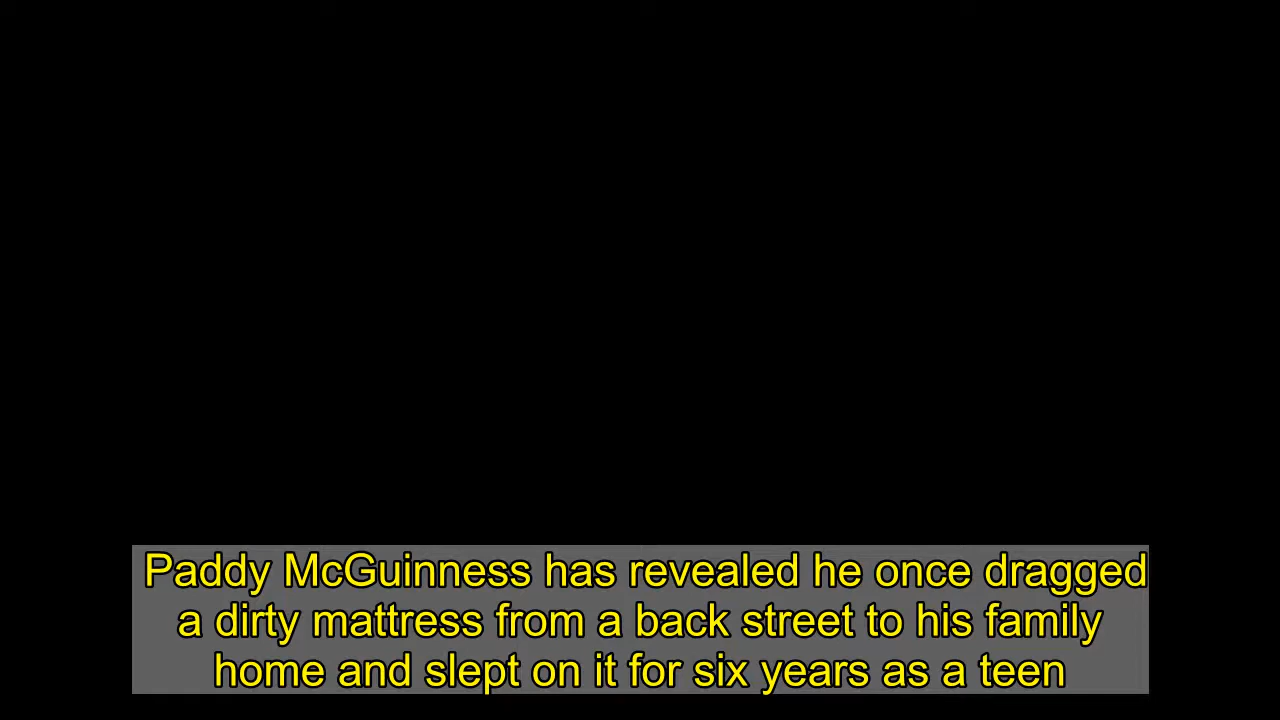 Paddy McGuinness has revealed he once dragged
a dirty mattress from a back street to his family
home and slept on it for six years as a teen